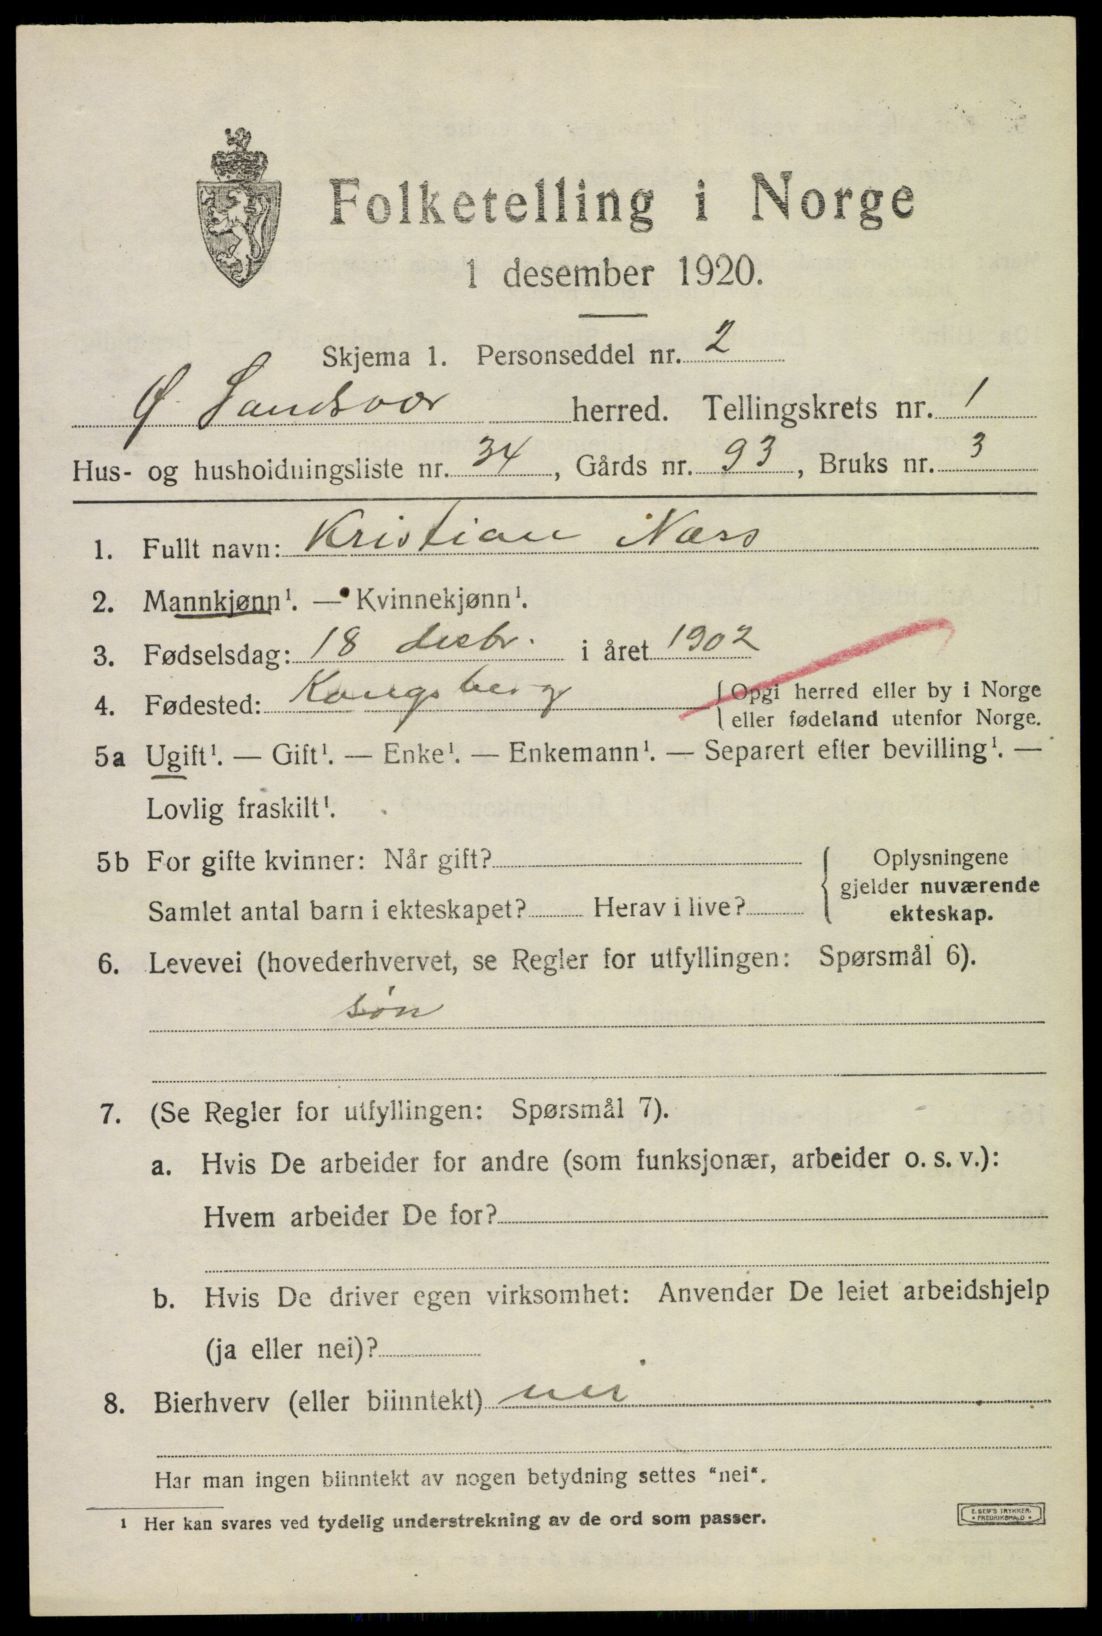 Folketelling i Norge
1 desember 1920.
Skjema 1. Personseddel nr. 2
Ø Sandsvær herred. Tellingskrets nr. 1
Hus- og husholdningsliste nr. 34, Gårds nr. 93, Bruks nr. 3
1. Fullt navn: Kristian Næss
2. Mannkjønn¹. — Kvinnekjønn¹.
3. Fødselsdag: 18 desbr. i året 1902
4. Fødested: Kongsberg {Opgi herred eller by i Norge
eller fødeland utenfor Norge.
5a Ugift¹. — Gift¹. — Enke¹. — Enkemann¹. — Separert efter bevilling¹. —
Lovlig fraskilt¹.
5b For gifte kvinner: Når gift?
Samlet antal barn i ekteskapet? Herav i live?
{Oplysningene
gjelder nuværende
ekteskap.
6. Levevei (hovederhvervet, se Regler for utfyllingen: Spørsmål 6).
søn
7. (Se Regler for utfyllingen: Spørsmål 7).
a. Hvis De arbeider for andre (som funksjonær, arbeider o. s. v.):
Hvem arbeider De for?
b. Hvis De driver egen virksomhet: Anvender De leiet arbeidshjelp
(ja eller nei)?
8. Bierhverv (eller biinntekt) nei
Har man ingen biinntekt av nogen betydning settes "nei".
¹ Her kan svares ved tydelig understrekning av de ord som passer.
E. SEM'S TRYKKERI
FREDRIKSHALD